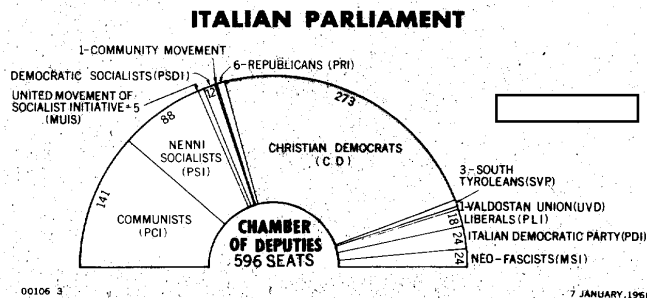 ITALIAN PARLIAMENT
1-COMMUNITY MOVEMENT
DEMOCRATIC SOCIALISTS(PSDI)
12
6-REPUBLICANS (PRI)
UNITED MOVEMENT OF
SOCIALIST INITIATIVE-5
(MUIS)
88
273
NENNI
SOCIALISTS
(PSI)
CHRISTIAN DEMOCRATS
(C D)
141
COMMUNISTS
(PCI)
CHAMBER
OF DEPUTIES
596 SEATS
3-SOUTH
TYROLEANS(SVP)
1-VALDOSTAN UNION(UVD)
18
LIBERALS(PLI)
24
ITALIAN DEMOCRATIC PARTY(PDI)
24
NEO-FASCISTS(MSI)
00106 3
7 JANUARY, 196